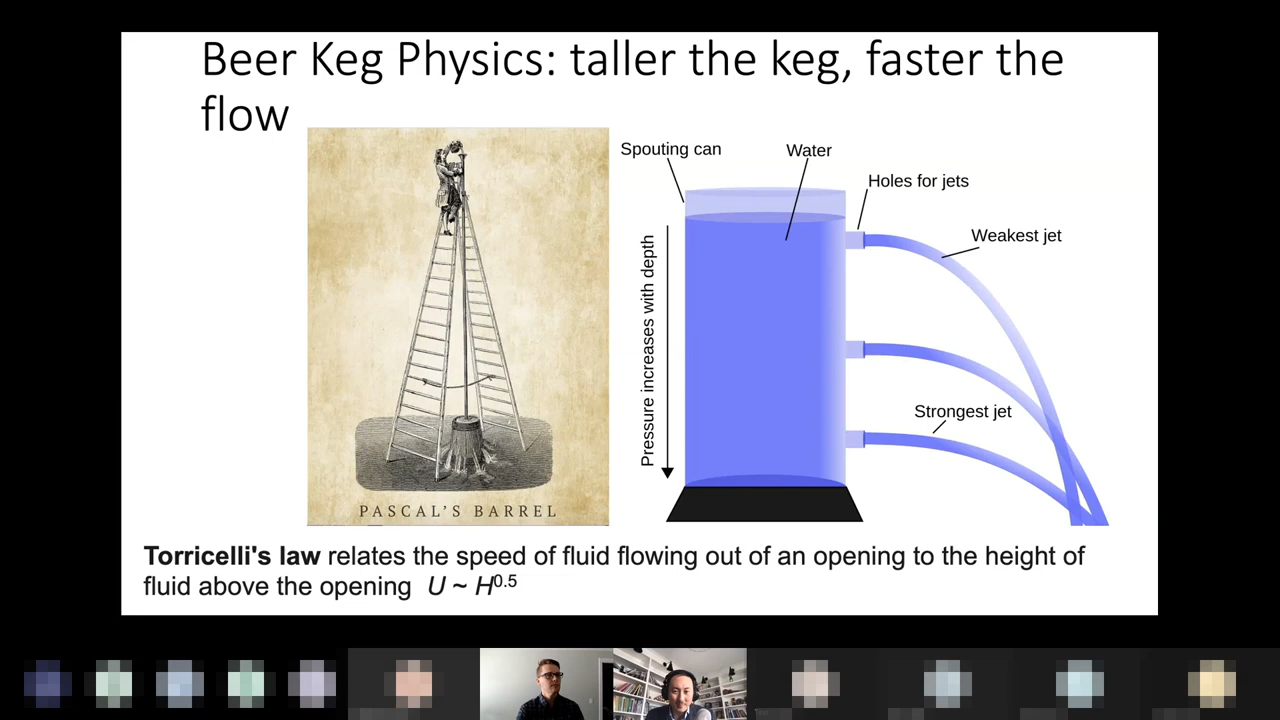 Beer Keg Physics: taller the keg, faster the
flow
PASCAL'S BARREL
Spouting can
Water
Holes for jets
Weakest jet
Strongest jet
Pressure increases with depth
Torricelli's law relates the speed of fluid flowing out of an opening to the height of
fluid above the opening U ~ H^0.5